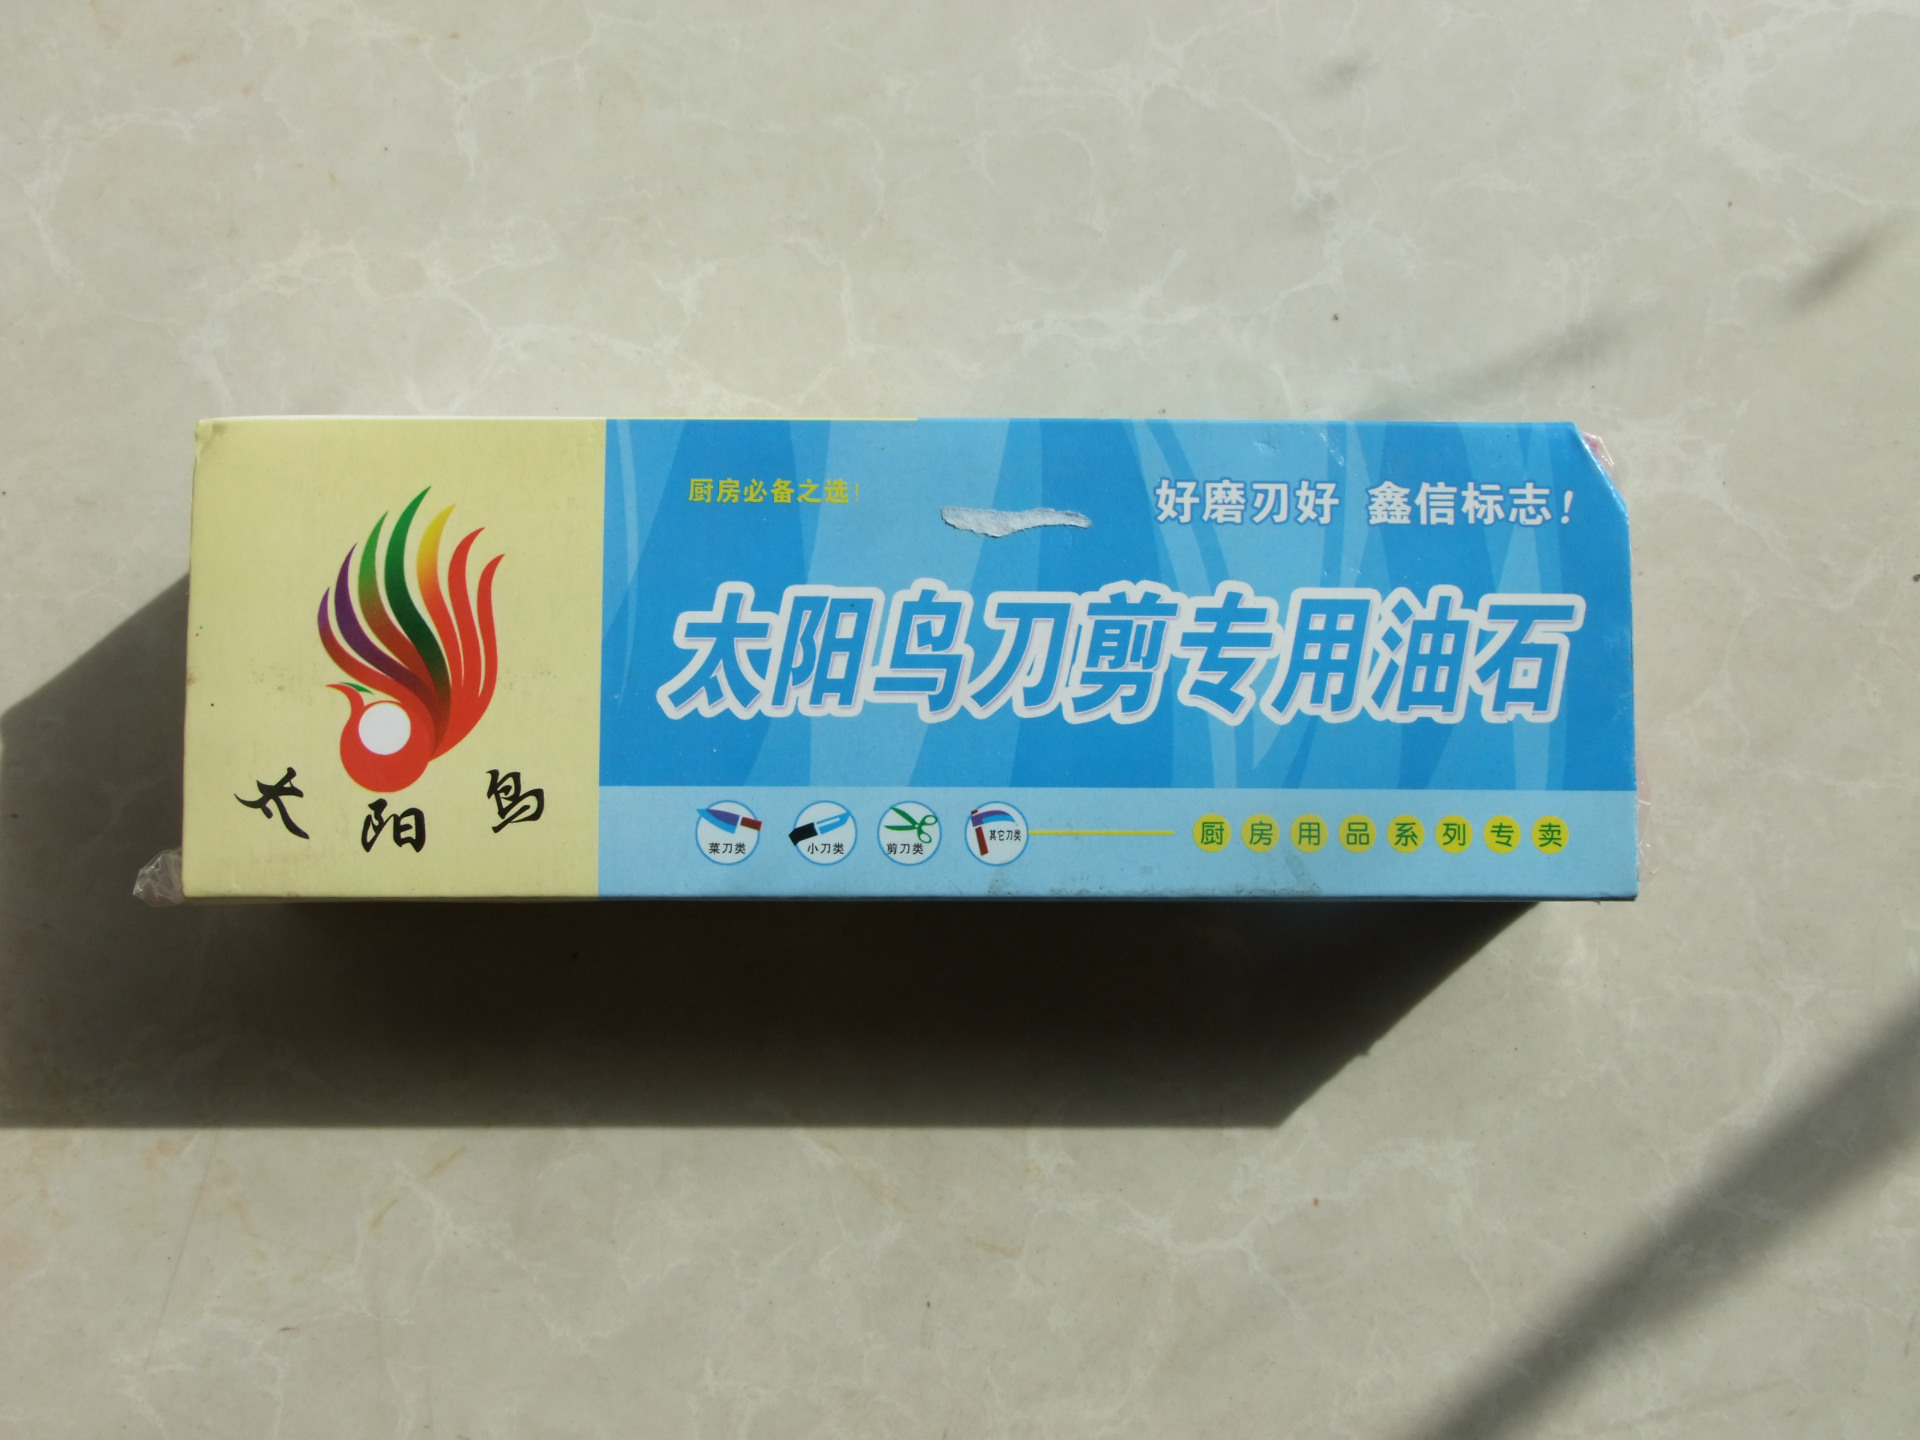 厨房必备之选!
好磨刃好 鑫信标志!
太阳鸟刀剪专用油石
太阳鸟
菜刀类 小刀类 剪刀类 其它刀类
厨房用品系列专卖